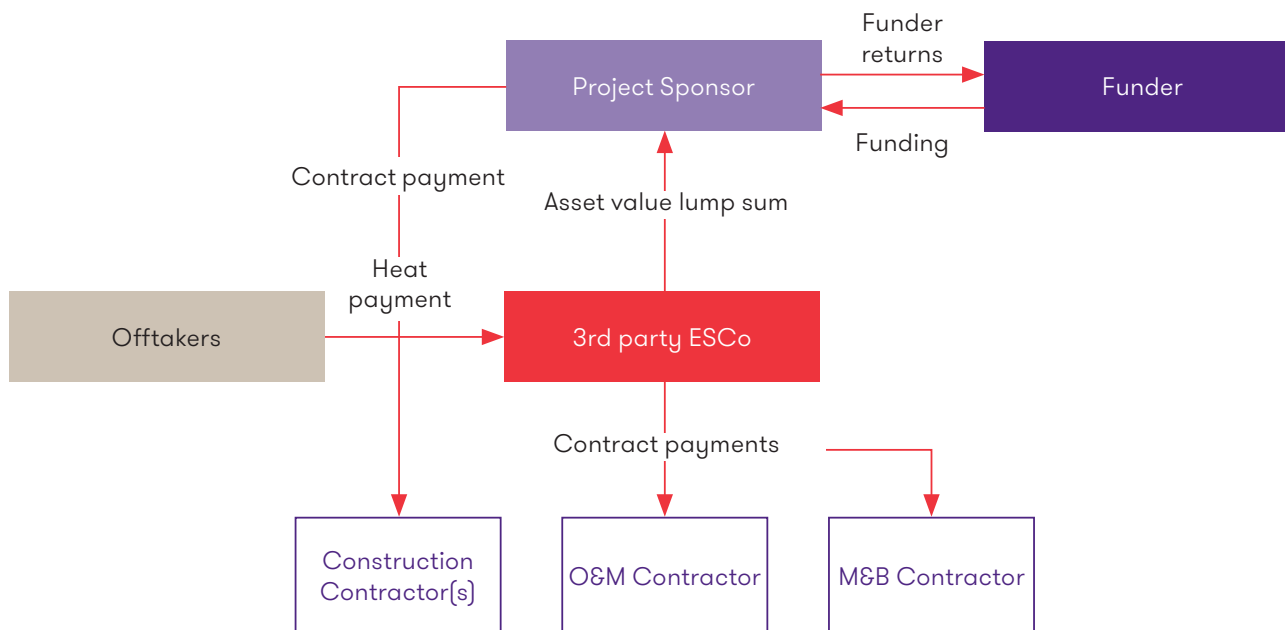 Funder
returns
Project Sponsor
Funder
Funding
Contract payment
Asset value lump sum
Heat
payment
Offtakers
3rd party ESCo
Contract payments
Construction
Contractor(s)
O&M Contractor
M&B Contractor